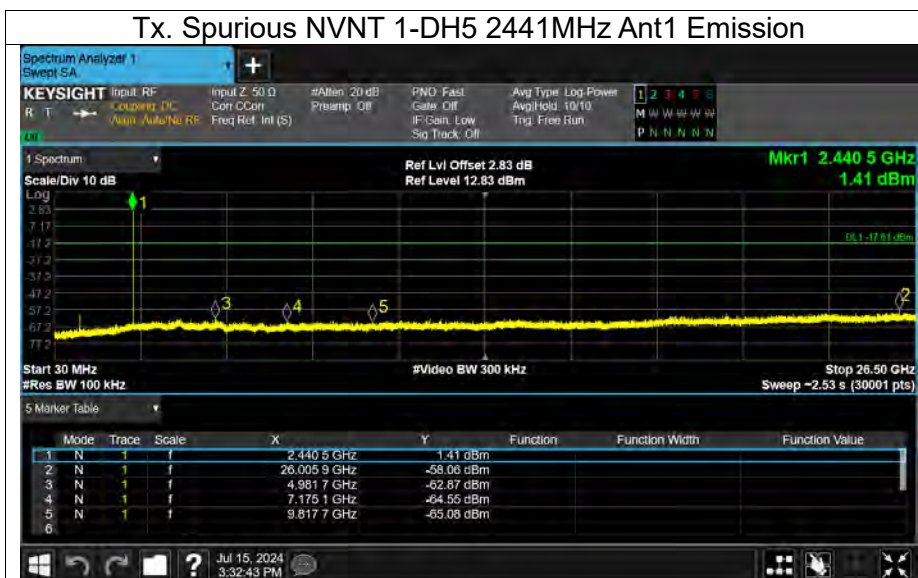 Tx. Spurious NVNT 1-DH5 2441MHz Ant1 Emission
Spectrum Analyzer 1
Swept SA
+
KEYSIGHT Input: RF Input Z: 50 Ω #Atten: 20 dB PNO: Fast Avg Type: Log-Power 1 2 3 4 5 6
R T Coupling: DC Corr CCorr Preamp: Off Gate: Off Avg|Hold: 10/10 M W W W W W
Align: Auto/No RF Freq Ref: Int (S) IF Gain: Low Trig: Free Run
Sig Track: Off P N N N N N
1 Spectrum
Ref Lvl Offset 2.83 dB Mkr1 2.440 5 GHz
Scale/Div 10 dB Ref Level 12.83 dBm 1.41 dBm
Log
1
2.83
-7.17
-17.2
DL1 -17.61 dBm
-27.2
-37.2
-47.2
3 4 5 2
-57.2
-67.2
-77.2
Start 30 MHz #Video BW 300 kHz Stop 26.50 GHz
#Res BW 100 kHz Sweep ~2.53 s (30001 pts)
5 Marker Table
Mode Trace Scale X Y Function Function Width Function Value
1 N 1 f 2.440 5 GHz 1.41 dBm
2 N 1 f 26.005 9 GHz -58.06 dBm
3 N 1 f 4.981 7 GHz -62.87 dBm
4 N 1 f 7.175 1 GHz -64.55 dBm
5 N 1 f 9.817 7 GHz -65.08 dBm
6
? Jul 15, 2024
3:32:43 PM